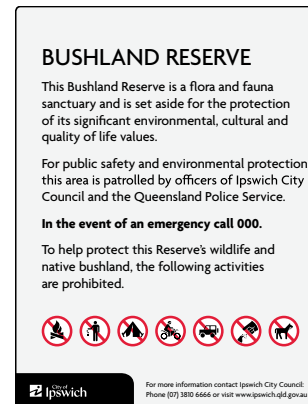 BUSHLAND RESERVE
This Bushland Reserve is a flora and fauna
sanctuary and is set aside for the protection
of its significant environmental, cultural and
quality of life values.
For public safety and environmental protection
this area is patrolled by officers of Ipswich City
Council and the Queensland Police Service.
In the event of an emergency call 000.
To help protect this Reserve's wildlife and
native bushland, the following activities
are prohibited.
City of
Ipswich
For more information contact Ipswich City Council:
Phone (07) 3810 6666 or visit www.ipswich.qld.gov.au